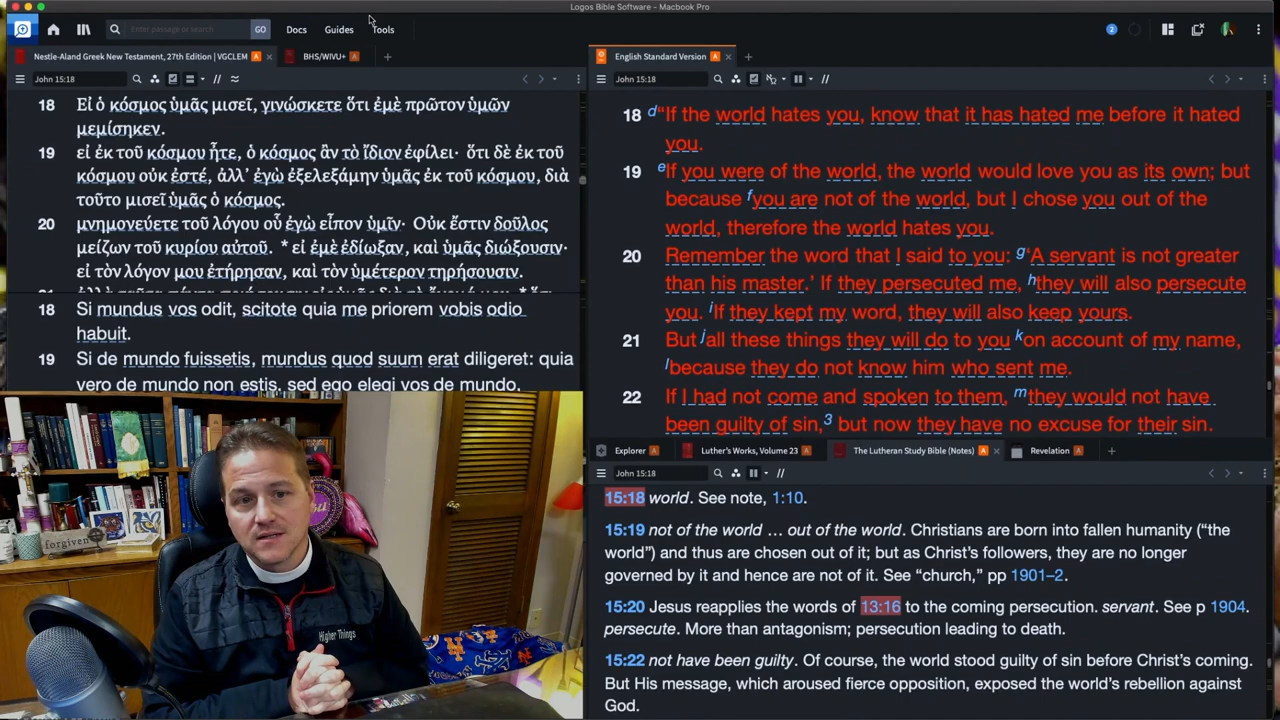 Logos Bible Software - Macbook Pro
Enter passage or search
GO
Docs
Guides
Tools
2
Nestle-Aland Greek New Testament, 27th Edition | VGCLEM A
BHS/WIVU+ A
John 15:18
18 Εἰ ὁ κόσμος ὑμᾶς μισεῖ, γινώσκετε ὅτι ἐμὲ πρῶτον ὑμῶν
μεμίσηκεν.
19 εἰ ἐκ τοῦ κόσμου ἦτε, ὁ κόσμος ἂν τὸ ἴδιον ἐφίλει· ὅτι δὲ ἐκ τοῦ
κόσμου οὐκ ἐστέ, ἀλλ’ ἐγὼ ἐξελεξάμην ὑμᾶς ἐκ τοῦ κόσμου, διὰ
τοῦτο μισεῖ ὑμᾶς ὁ κόσμος.
20 μνημονεύετε τοῦ λόγου οὗ ἐγὼ εἶπον ὑμῖν· Οὐκ ἔστιν δοῦλος
μείζων τοῦ κυρίου αὐτοῦ. * εἰ ἐμὲ ἐδίωξαν, καὶ ὑμᾶς διώξουσιν·
εἰ τὸν λόγον μου ἐτήρησαν, καὶ τὸν ὑμέτερον τηρήσουσιν.
18 Si mundus vos odit, scitote quia me priorem vobis odio
habuit.
19 Si de mundo fuissetis, mundus quod suum erat diligeret: quia
vero de mundo non estis, sed ego elegi vos de mundo,
English Standard Version A
John 15:18
18 d“If the world hates you, know that it has hated me before it hated
you.
19 eIf you were of the world, the world would love you as its own; but
because fyou are not of the world, but I chose you out of the
world, therefore the world hates you.
20 Remember the word that I said to you: g‘A servant is not greater
than his master.’ If they persecuted me, hthey will also persecute
you. iIf they kept my word, they will also keep yours.
21 But jall these things they will do to you kon account of my name,
lbecause they do not know him who sent me.
22 If I had not come and spoken to them, mthey would not have
been guilty of sin,3 but now they have no excuse for their sin.
Explorer A
Luther's Works, Volume 23 A
The Lutheran Study Bible (Notes) A
Revelation A
John 15:18
15:18 world. See note, 1:10.
15:19 not of the world … out of the world. Christians are born into fallen humanity (“the
world”) and thus are chosen out of it; but as Christ’s followers, they are no longer
governed by it and hence are not of it. See “church,” pp 1901–2.
15:20 Jesus reapplies the words of 13:16 to the coming persecution. servant. See p 1904.
persecute. More than antagonism; persecution leading to death.
15:22 not have been guilty. Of course, the world stood guilty of sin before Christ’s coming.
But His message, which aroused fierce opposition, exposed the world’s rebellion against
God.
forgiven
Higher Things